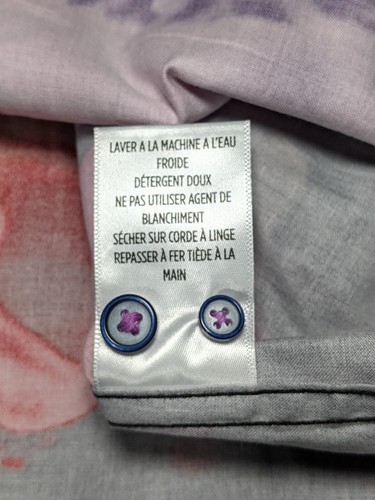 LAVER A LA MACHINE A L'EAU
FROIDE
DÉTERGENT DOUX
NE PAS UTILISER AGENT DE
BLANCHIMENT
SÉCHER SUR CORDE À LINGE
REPASSER À FER TIÈDE À LA
MAIN